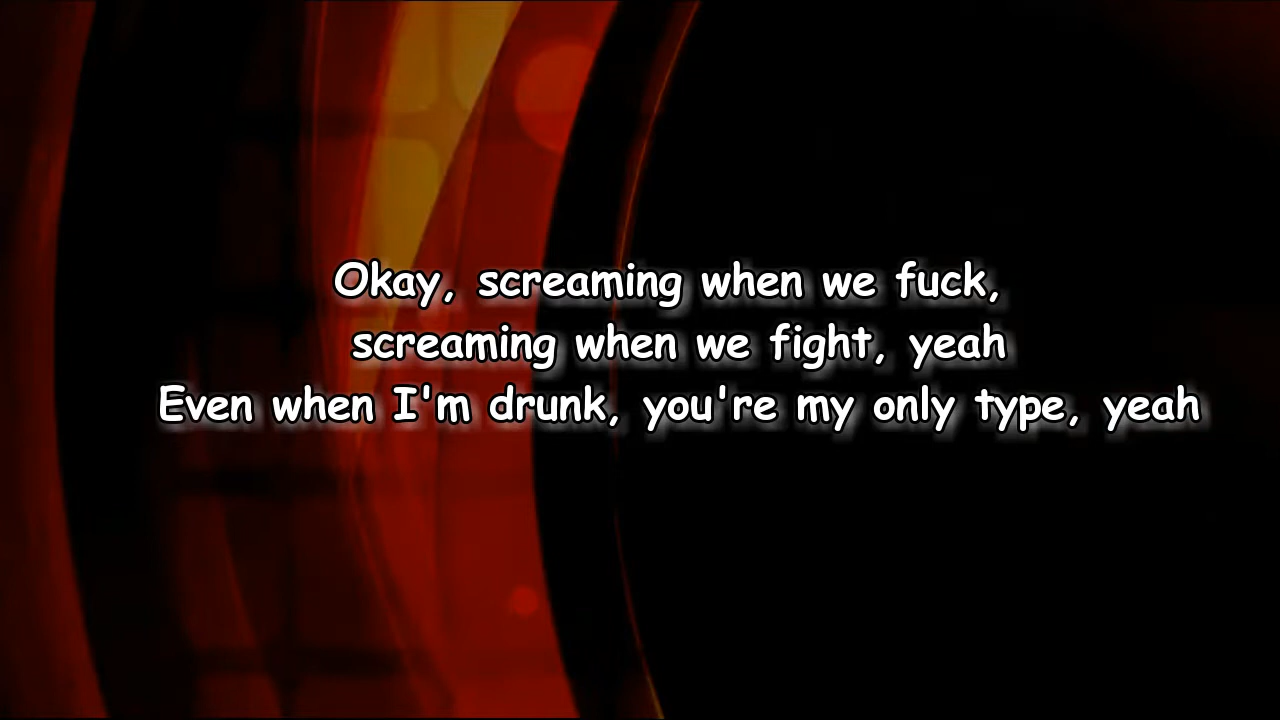 Okay, screaming when we fuck,
screaming when we fight, yeah
Even when I'm drunk, you're my only type, yeah